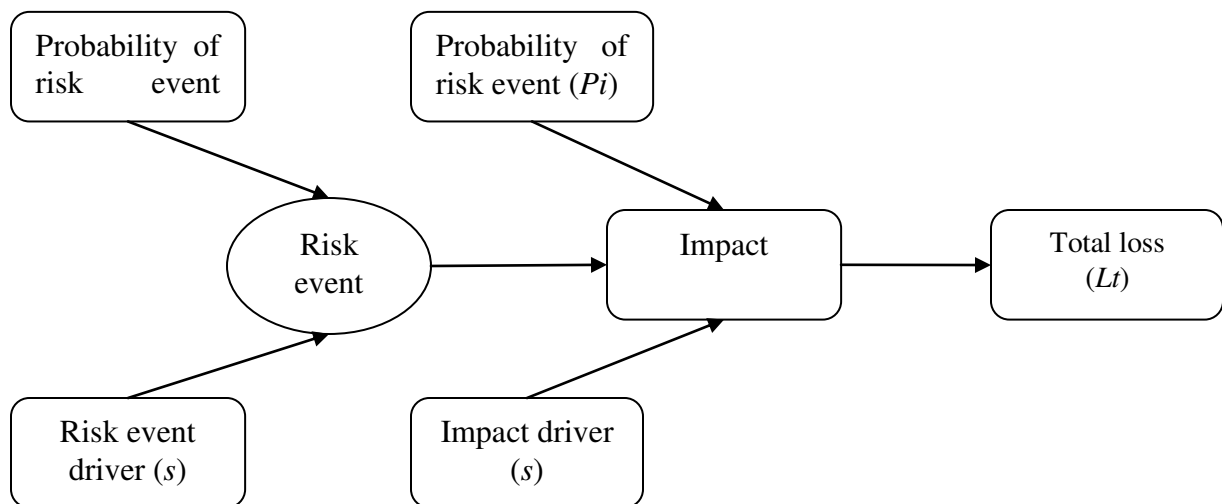 Probability of
risk event
Probability of
risk event (Pi)
Risk
event
Impact
Total loss
(Lt)
Risk event
driver (s)
Impact driver
(s)